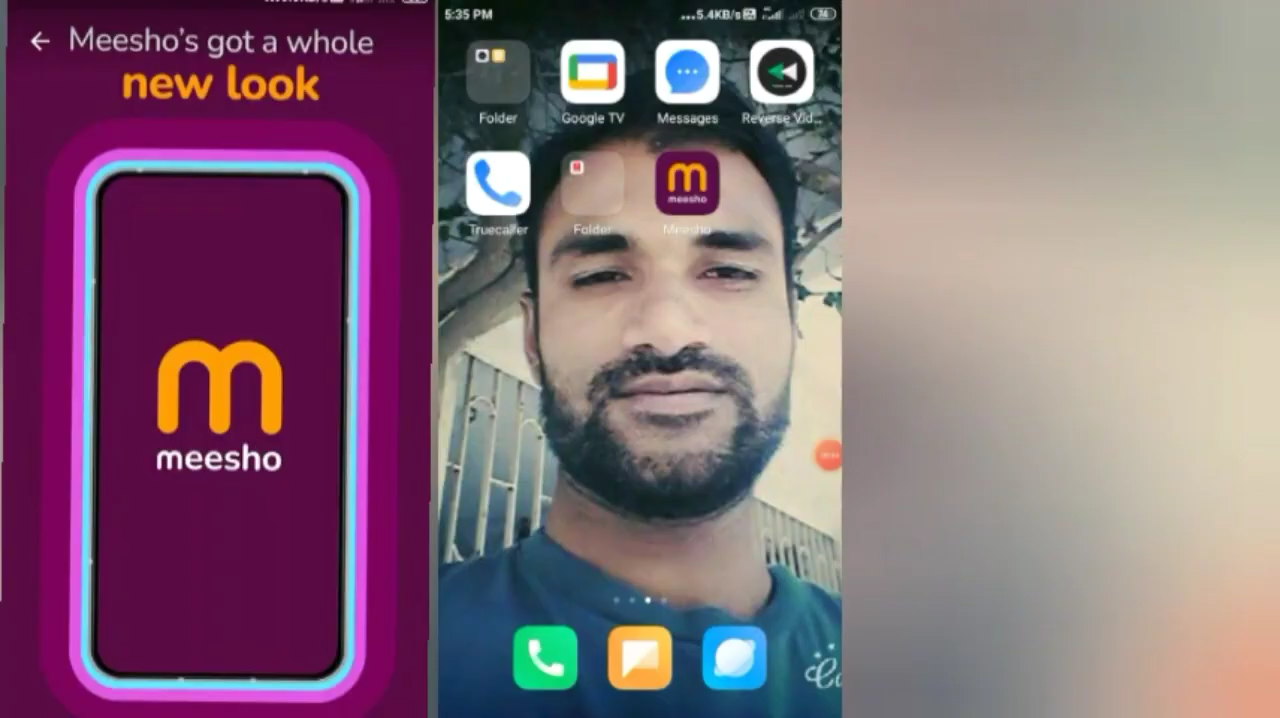 Meesho's got a whole
new look
m
meesho
5:35 PM
...5.4KB/s
Folder
Google TV
Messages
Reverse Vid...
m
meesho
Truecaller
Folder
Meesho